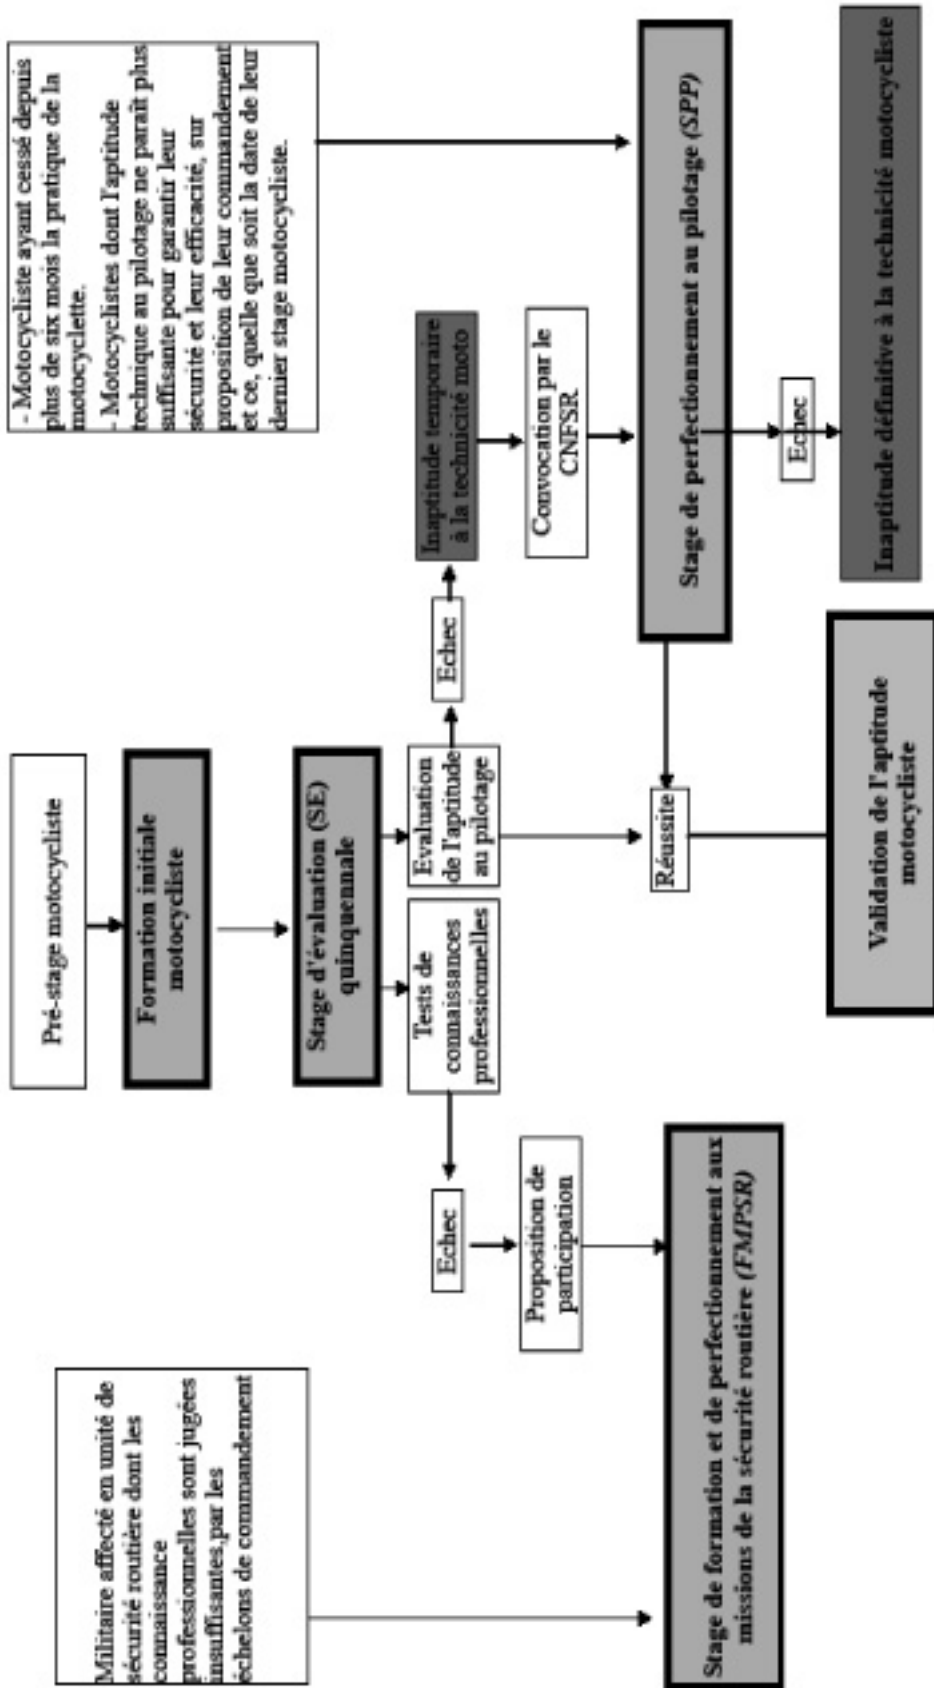 Pré-stage motocycliste
Formation initiale
motocycliste
Stage d'évaluation (SE)
quinquennale
Tests de
connaissances
professionnelles
Evaluation
de l'aptitude
au pilotage
Militaire affecté en unité de
sécurité routière dont les
connaissance
professionnelles sont jugées
insuffisantes,par les
échelons de commandement
- Motocycliste ayant cessé depuis
plus de six mois la pratique de la
motocyclette.
- Motocyclistes dont l'aptitude
technique au pilotage ne paraît plus
suffisante pour garantir leur
sécurité et leur efficacité, sur
proposition de leur commandement
et ce, quelle que soit la date de leur
dernier stage motocycliste.
Echec
Echec
Inaptitude temporaire
à la technicité moto
Proposition de
participation
Convocation par le
CNFSR
Réussite
Stage de formation et de perfectionnement aux
missions de la sécurité routière (FMPSR)
Stage de perfectionnement au pilotage (SPP)
Echec
Validation de l'aptitude
motocycliste
Inaptitude définitive à la technicité motocycliste